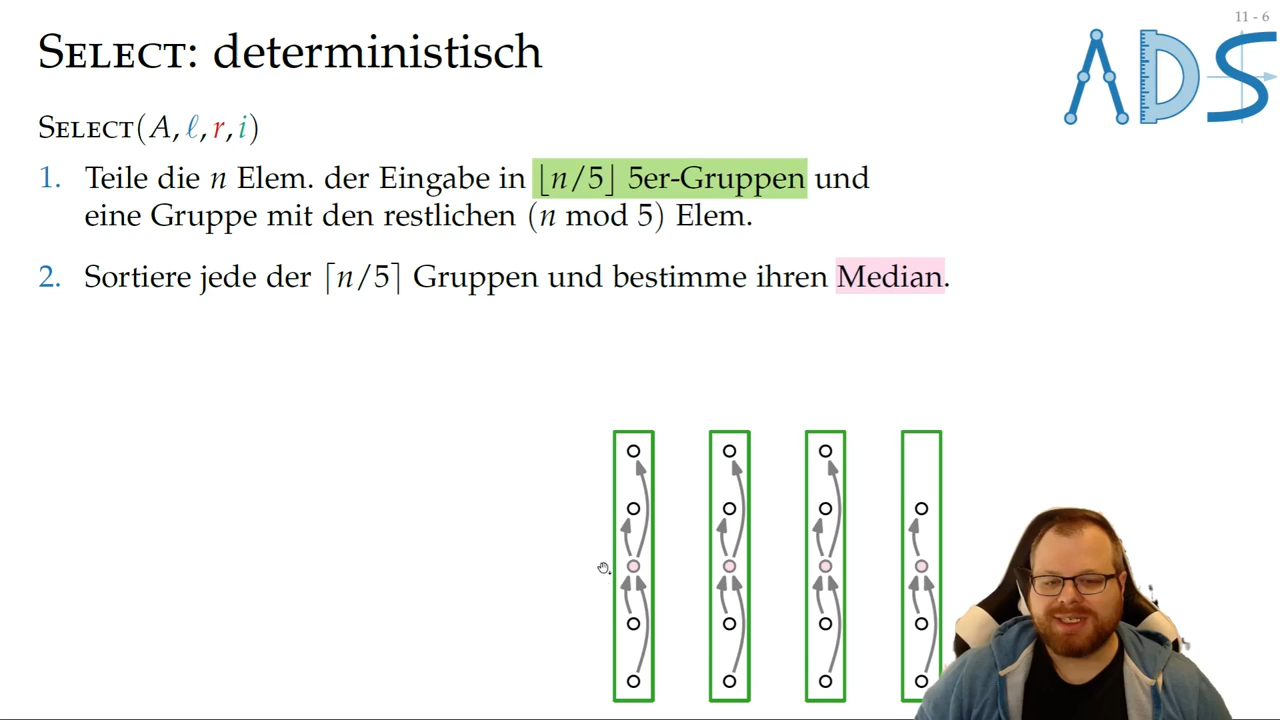 11 - 6
SELECT: deterministisch
ADS
SELECT(A, ℓ, r, i)
1. Teile die n Elem. der Eingabe in ⌊n/5⌋ 5er-Gruppen und
eine Gruppe mit den restlichen (n mod 5) Elem.
2. Sortiere jede der ⌈n/5⌉ Gruppen und bestimme ihren Median.